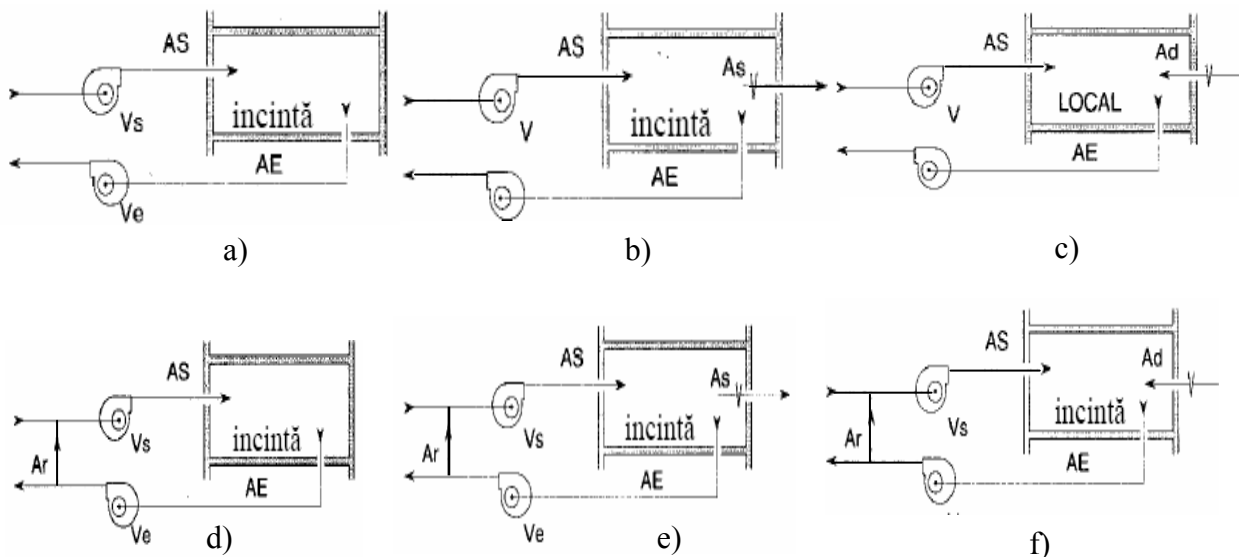 AS
Vs
incintă
AE
Ve
a)
AS
As
V
incintă
AE
b)
AS
Ad
V
LOCAL
AE
c)
AS
Vs
incintă
Ar
AE
Ve
d)
AS
As
Vs
incintă
Ar
AE
Ve
e)
AS
Ad
Vs
incintă
Ar
AE
f)